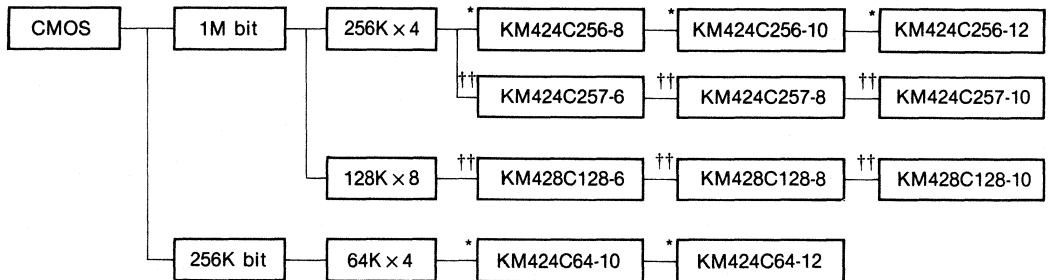 CMOS 1M bit 256K × 4 * KM424C256-8 * KM424C256-10 * KM424C256-12
†† KM424C257-6 †† KM424C257-8 †† KM424C257-10
128K × 8 †† KM428C128-6 †† KM428C128-8 †† KM428C128-10
256K bit 64K × 4 * KM424C64-10 * KM424C64-12